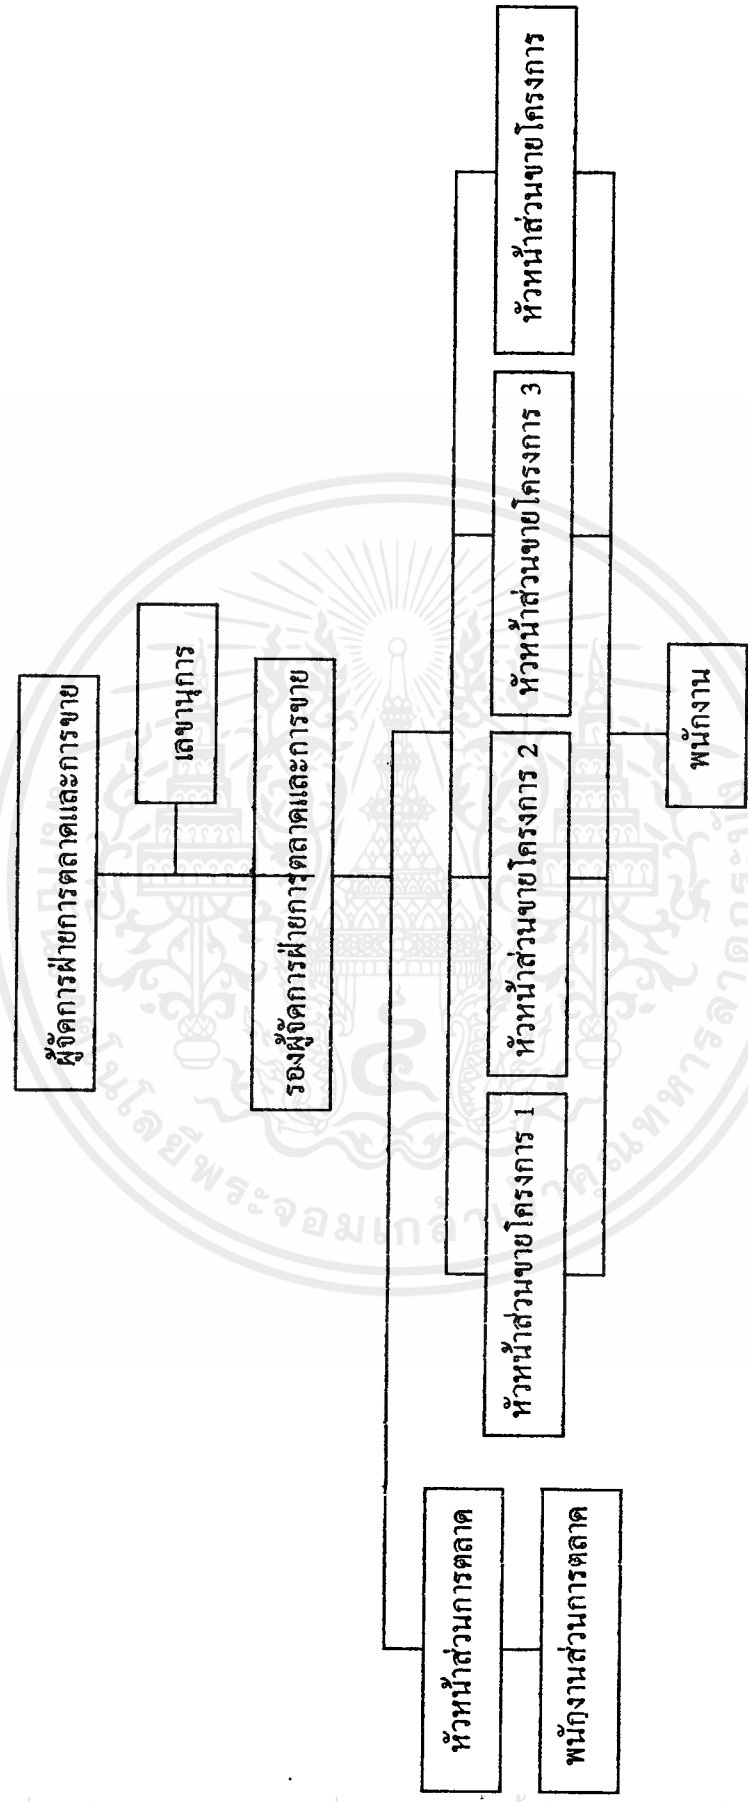 ผู้จัดการฝ่ายการตลาดและการขาย
เลขานุการ
รองผู้จัดการฝ่ายการตลาดและการขาย
หัวหน้าส่วนการตลาด
พนักงานส่วนการตลาด
หัวหน้าส่วนขายโครงการ 1
หัวหน้าส่วนขายโครงการ 2
หัวหน้าส่วนขายโครงการ 3
หัวหน้าส่วนขายโครงการ
พนักงาน